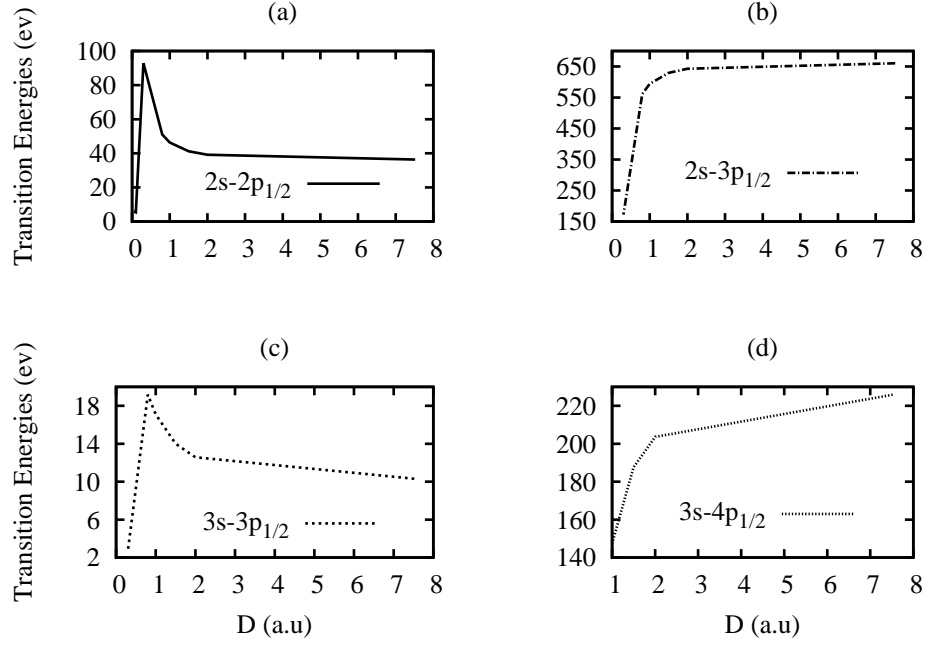 (a)
Transition Energies (ev)
100
80
60
40
20
0
2s-2p1/2
0 1 2 3 4 5 6 7 8
(b)
650
550
450
350
250
150
2s-3p1/2
0 1 2 3 4 5 6 7 8
(c)
Transition Energies (ev)
18
14
10
6
2
3s-3p1/2
0 1 2 3 4 5 6 7 8
D (a.u)
(d)
220
200
180
160
140
3s-4p1/2
1 2 3 4 5 6 7 8
D (a.u)